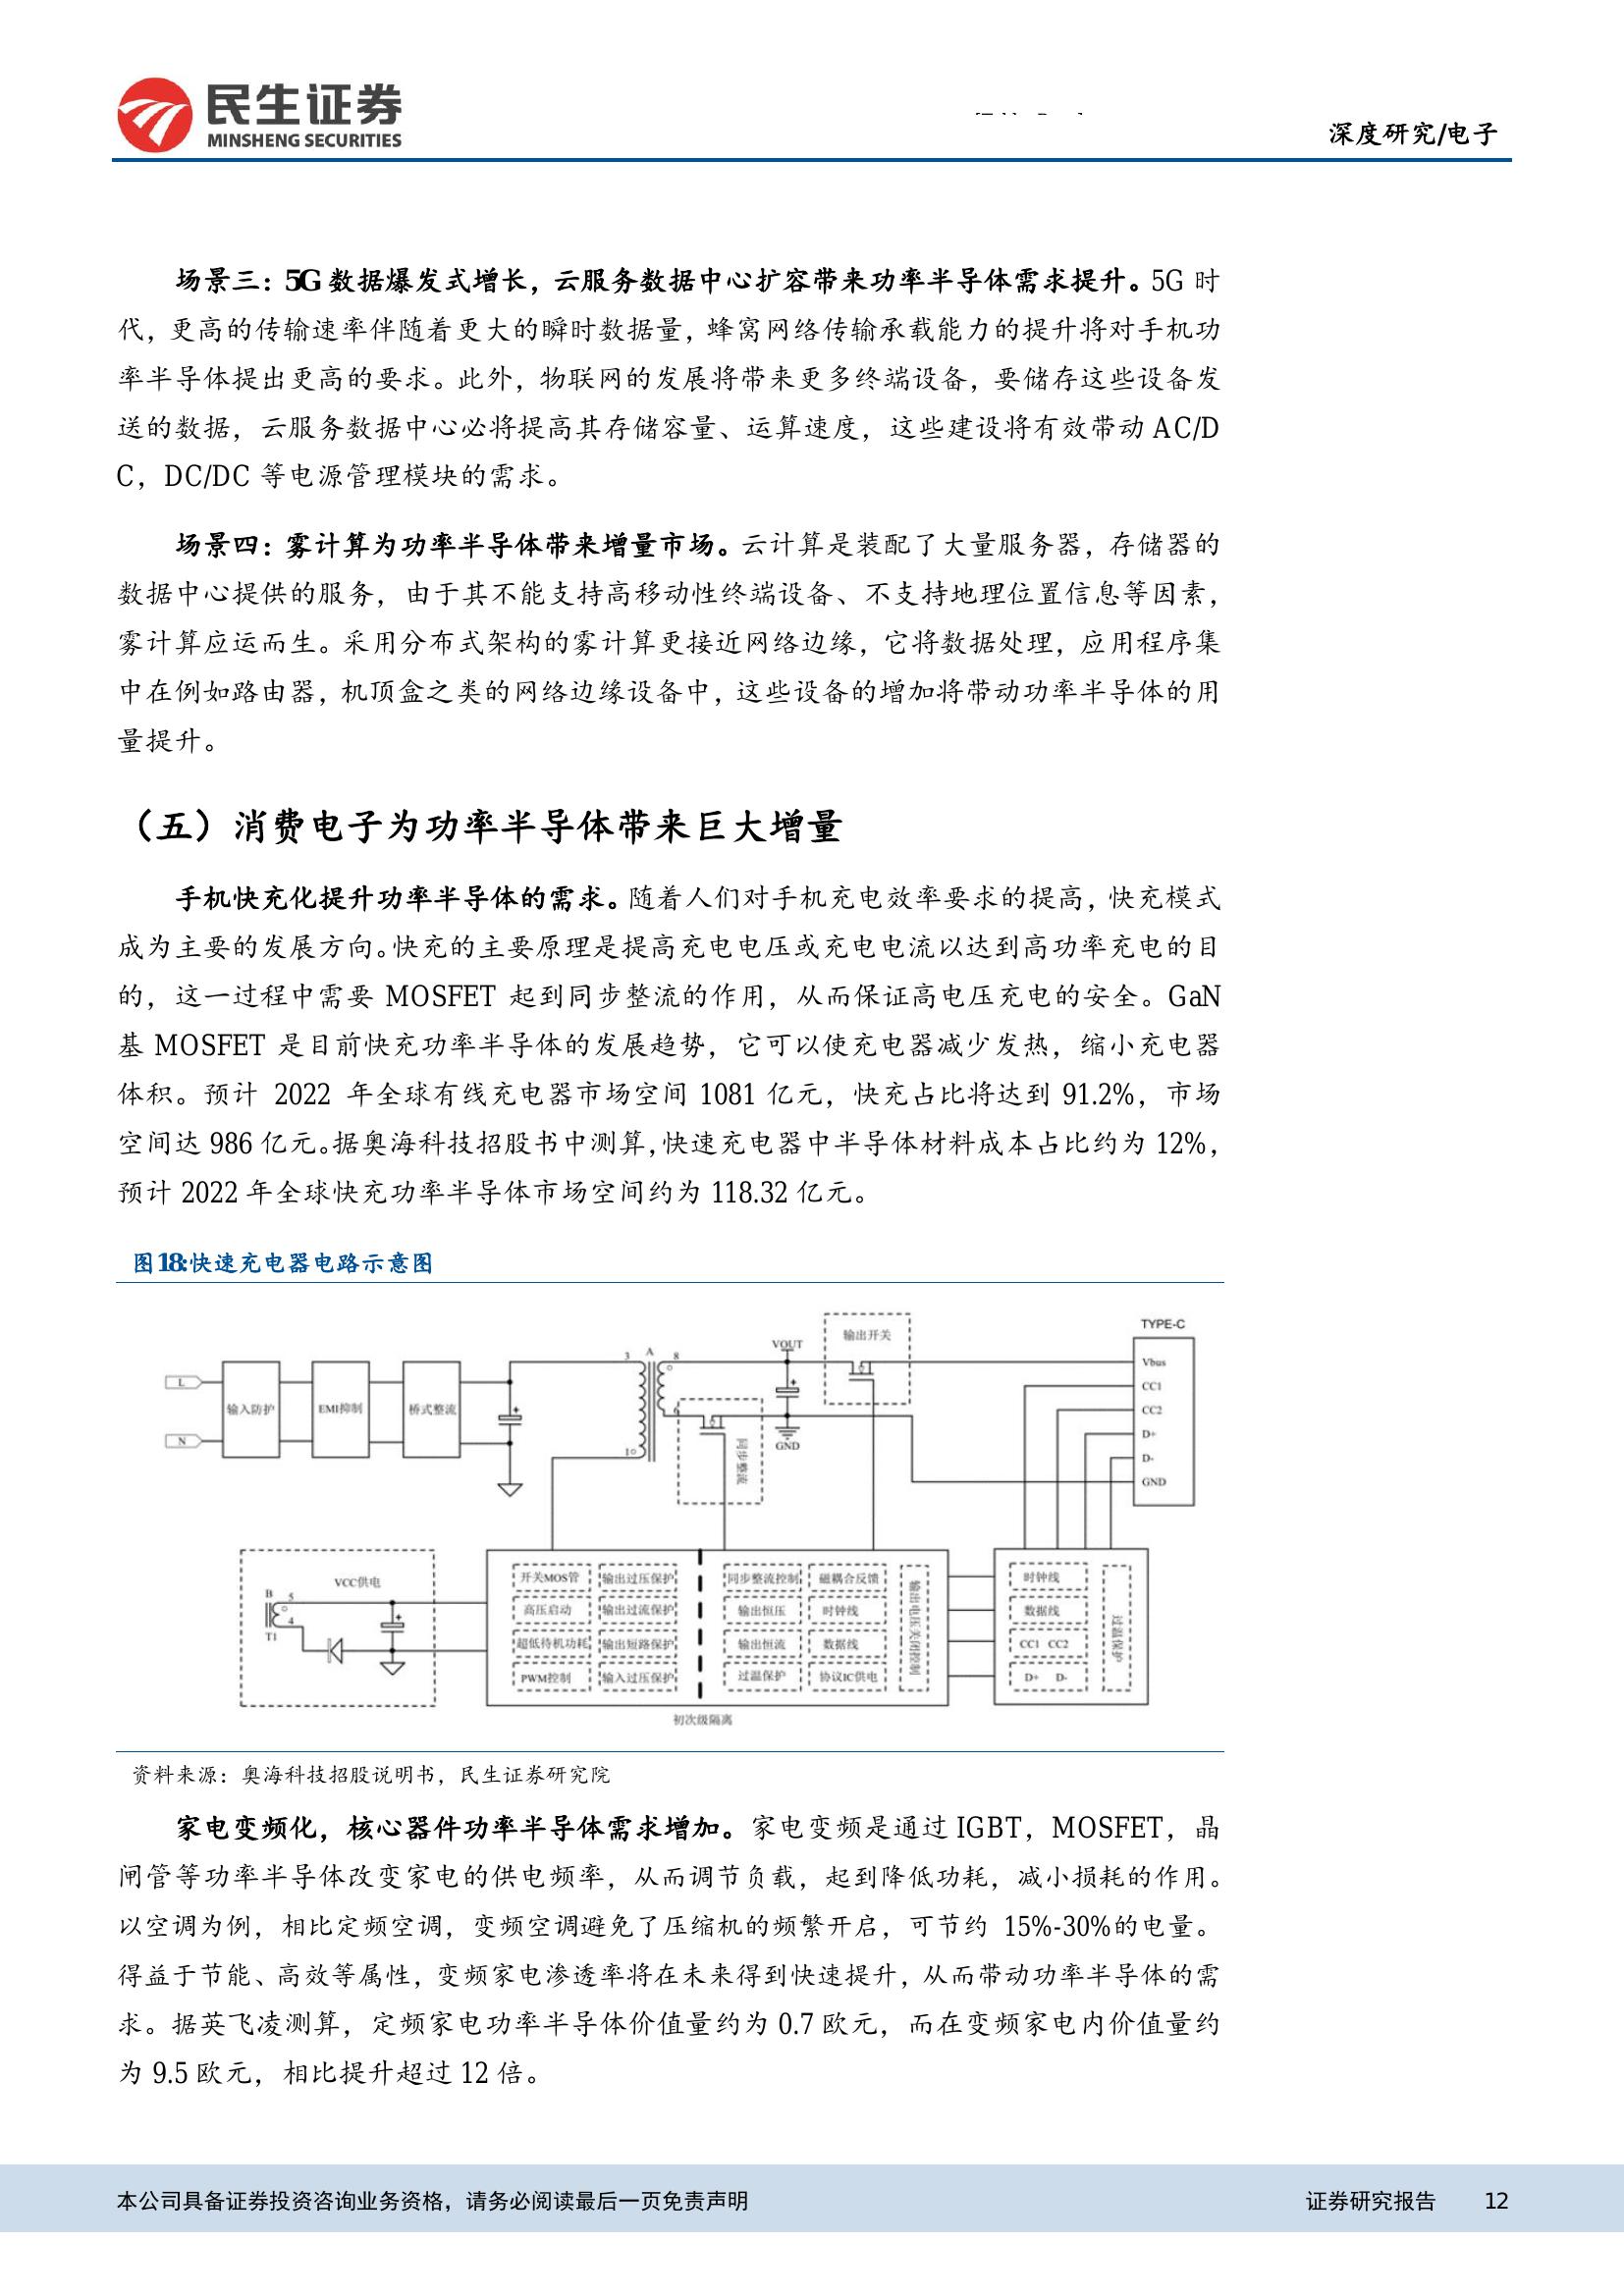 民生证券
MINSHENG SECURITIES
深度研究/电子
场景三：5G数据爆发式增长，云服务数据中心扩容带来功率半导体需求提升。5G 时
代，更高的传输速率伴随着更大的瞬时数据量，蜂窝网络传输承载能力的提升将对手机功
率半导体提出更高的要求。此外，物联网的发展将带来更多终端设备，要储存这些设备发
送的数据，云服务数据中心必将提高其存储容量、运算速度，这些建设将有效带动 AC/D
C，DC/DC 等电源管理模块的需求。
场景四：雾计算为功率半导体带来增量市场。云计算是装配了大量服务器，存储器的
数据中心提供的服务，由于其不能支持高移动性终端设备、不支持地理位置信息等因素，
雾计算应运而生。采用分布式架构的雾计算更接近网络边缘，它将数据处理，应用程序集
中在例如路由器，机顶盒之类的网络边缘设备中，这些设备的增加将带动功率半导体的用
量提升。
（五）消费电子为功率半导体带来巨大增量
手机快充化提升功率半导体的需求。随着人们对手机充电效率要求的提高，快充模式
成为主要的发展方向。快充的主要原理是提高充电电压或充电电流以达到高功率充电的目
的，这一过程中需要 MOSFET 起到同步整流的作用，从而保证高电压充电的安全。GaN
基 MOSFET 是目前快充功率半导体的发展趋势，它可以使充电器减少发热，缩小充电器
体积。预计 2022 年全球有线充电器市场空间 1081 亿元，快充占比将达到 91.2%，市场
空间达 986 亿元。据奥海科技招股书中测算，快速充电器中半导体材料成本占比约为 12%，
预计 2022 年全球快充功率半导体市场空间约为 118.32 亿元。
图18:快速充电器电路示意图
TYPE-C
输出开关
VOUT
3 A 8
Vbus
L
CC1
输入防护 EMI抑制 桥式整流
CC2
6
D+
N
GND
同步整流
10
D-
GND
VCC供电
B 5
4
T1
开关MOS管 输出过压保护 同步整流控制 磁耦合反馈 时钟线
高压启动 输出过流保护 输出恒压 时钟线 数据线
超低待机功耗 输出短路保护 输出恒流 数据线 CC1 CC2
PWM控制 输入过压保护 过温保护 协议IC供电 D+ D-
输出电压关闭控制
过温保护
初次级隔离
资料来源：奥海科技招股说明书，民生证券研究院
家电变频化，核心器件功率半导体需求增加。家电变频是通过 IGBT，MOSFET，晶
闸管等功率半导体改变家电的供电频率，从而调节负载，起到降低功耗，减小损耗的作用。
以空调为例，相比定频空调，变频空调避免了压缩机的频繁开启，可节约 15%-30%的电量。
得益于节能、高效等属性，变频家电渗透率将在未来得到快速提升，从而带动功率半导体的需
求。据英飞凌测算，定频家电功率半导体价值量约为 0.7 欧元，而在变频家电内价值量约
为 9.5 欧元，相比提升超过 12 倍。
本公司具备证券投资咨询业务资格，请务必阅读最后一页免责声明
证券研究报告 12